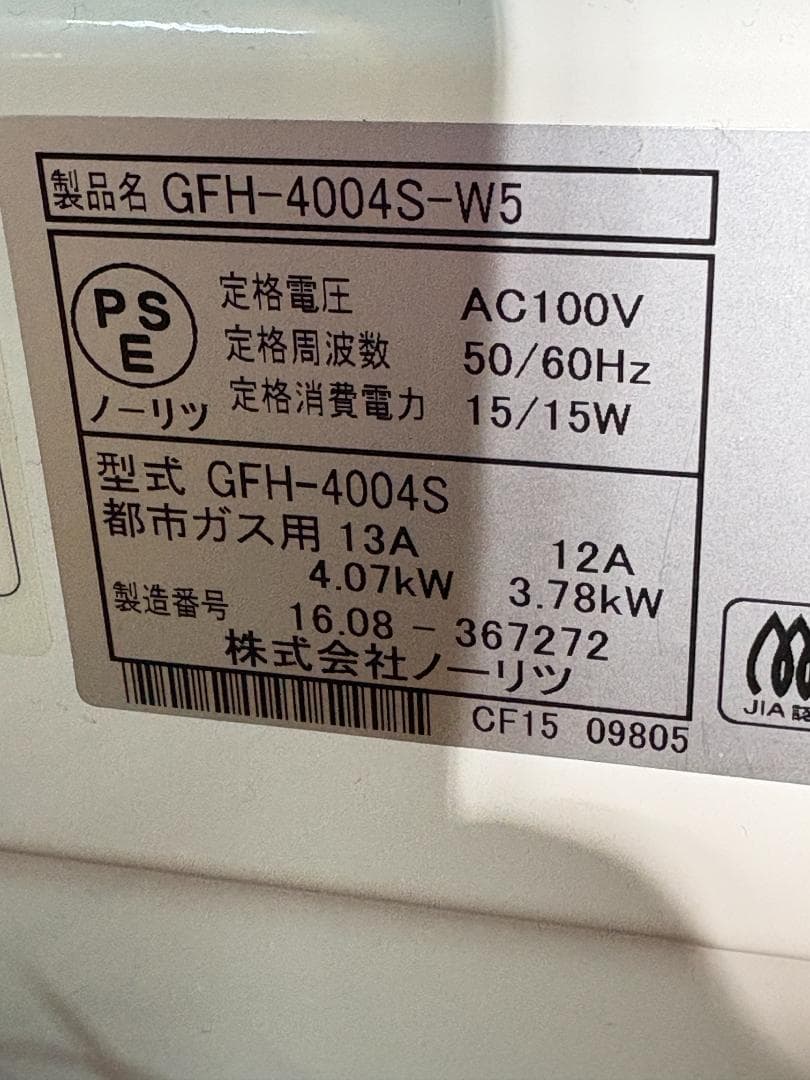 製品名 GFH-4004S-W5
PS
E
ノーリツ
定格電圧 AC100V
定格周波数 50/60Hz
定格消費電力 15/15W
型式 GFH-4004S
都市ガス用 13A 12A
4.07kW 3.78kW
製造番号 16.08-367272
株式会社ノーリツ
CF15 09805
JIA 認